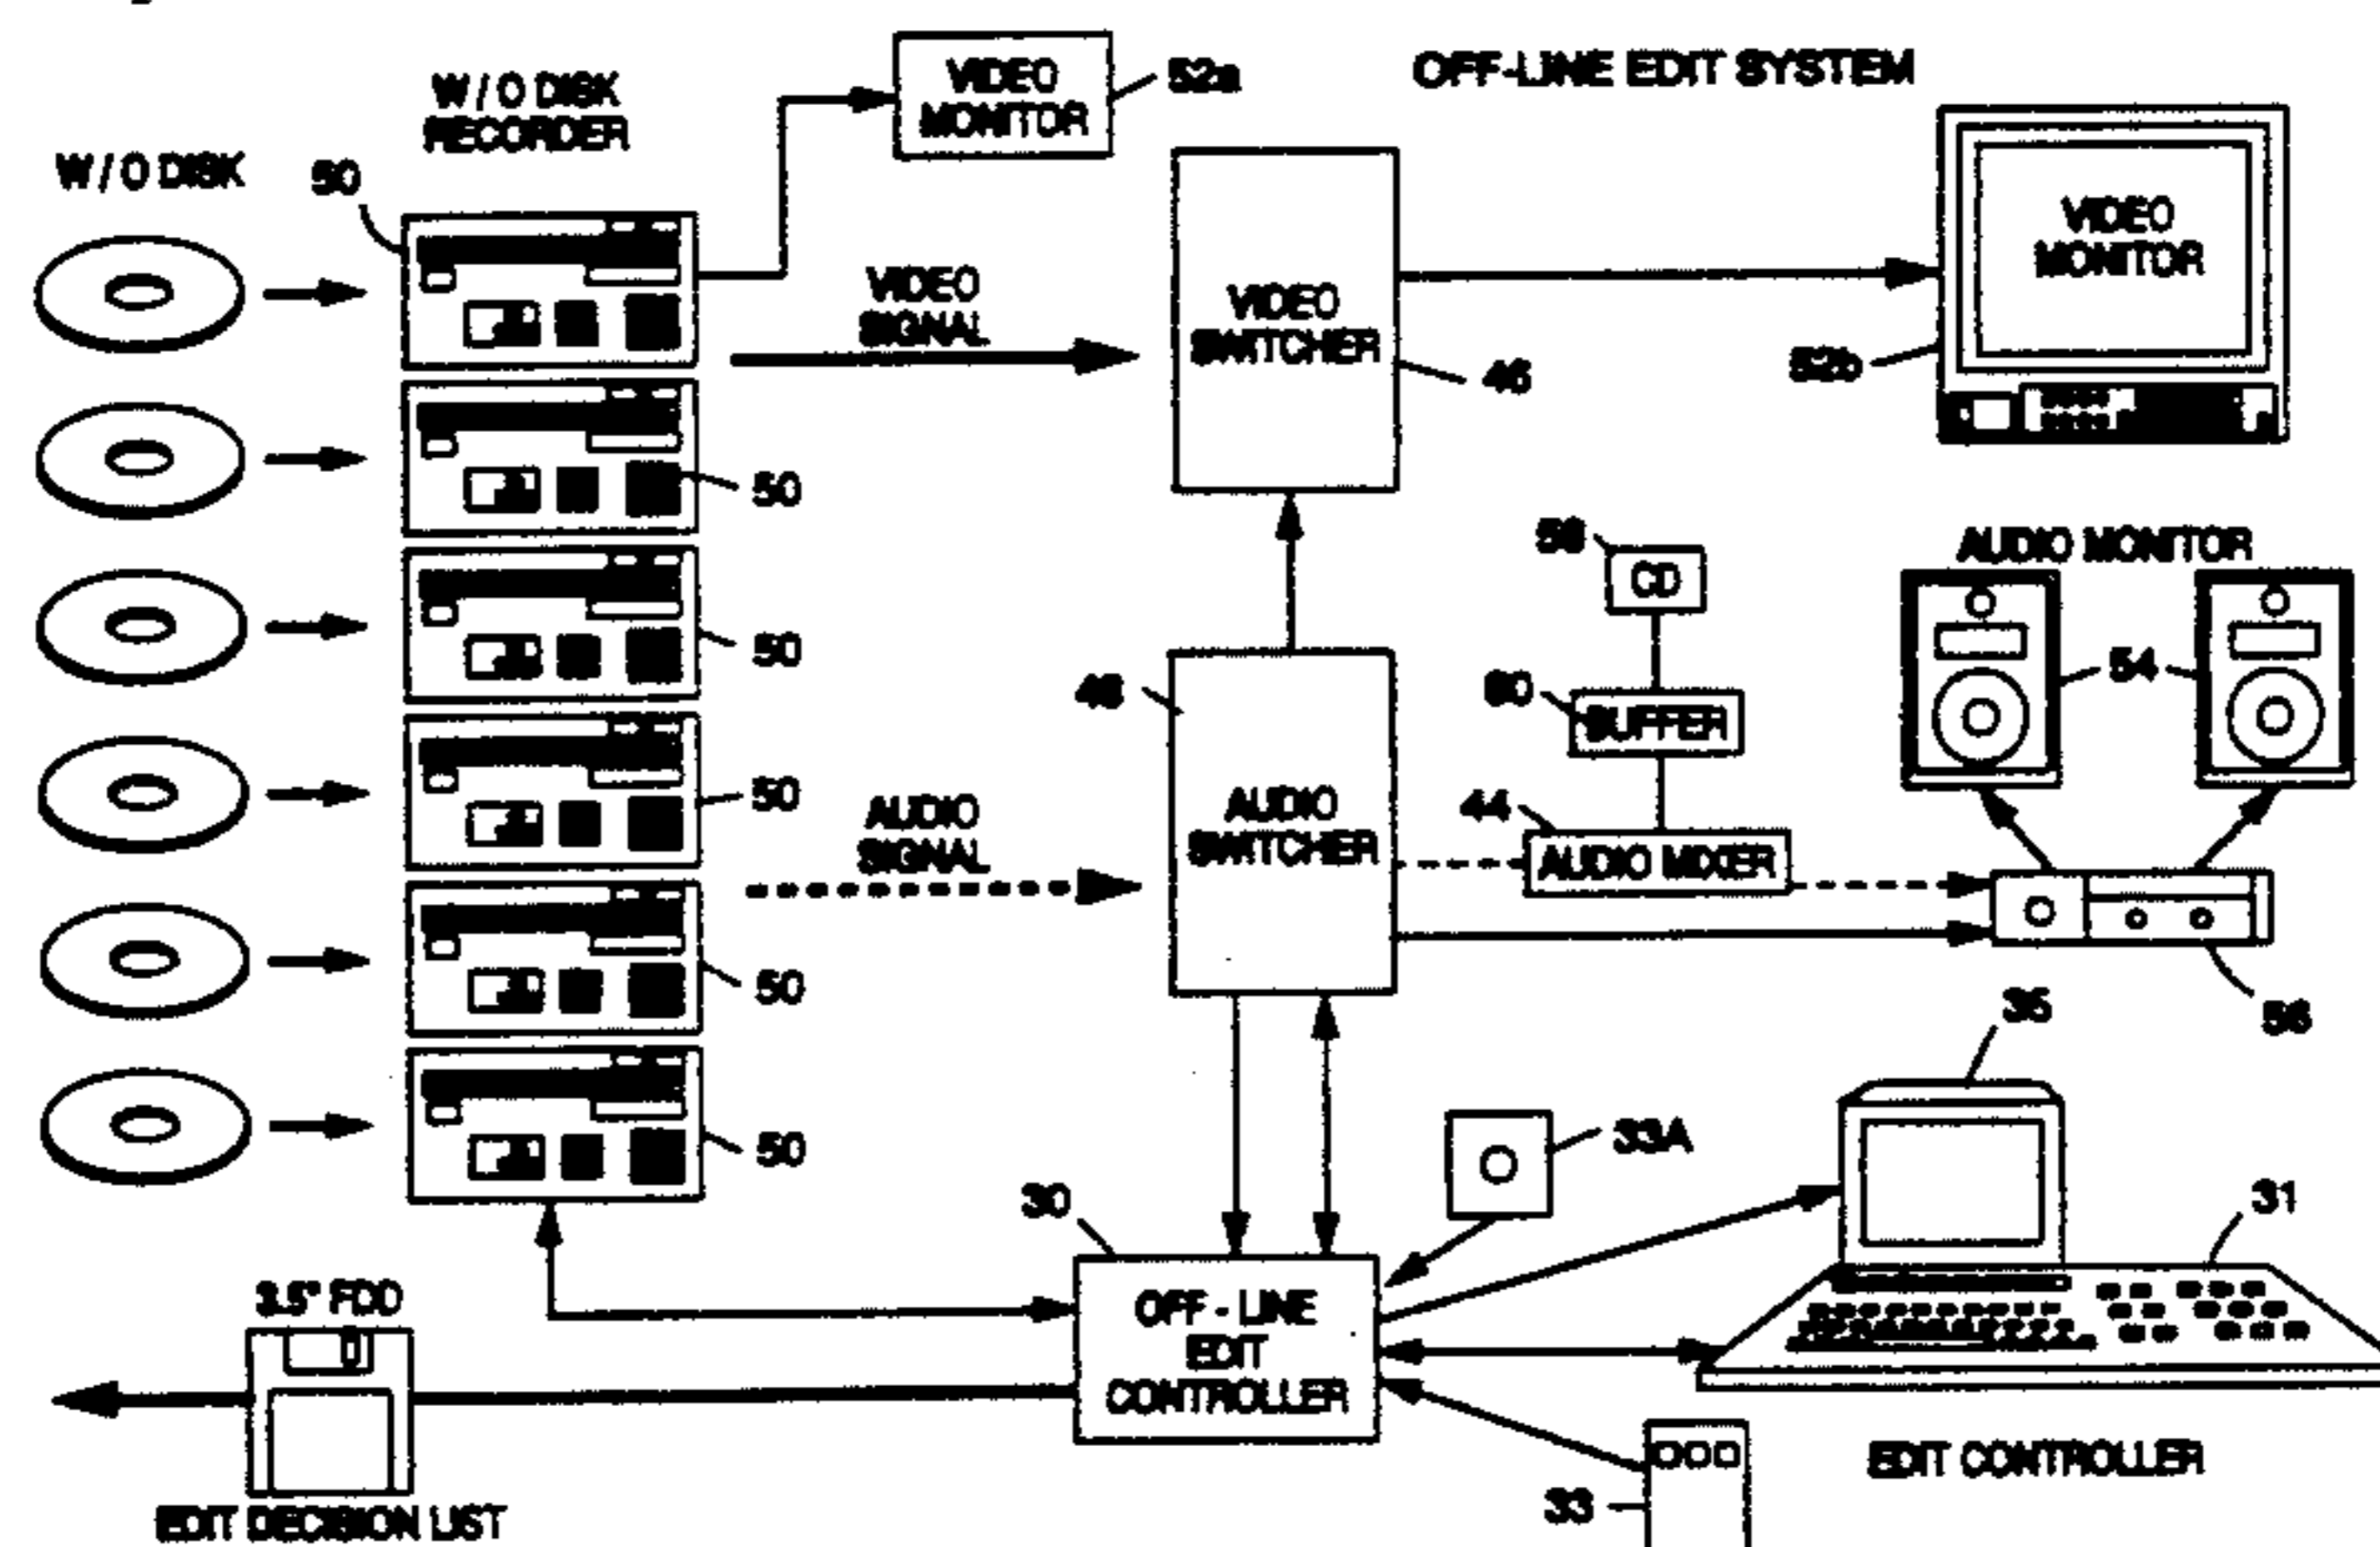 OFF-LINE EDIT SYSTEM
W/O DISK
W/O DISK
RECORDER
50
VIDEO
MONITOR
52a
VIDEO
SIGNAL
VIDEO
SWITCHER
VIDEO
MONITOR
52b
50
50
50
50
50
AUDIO
SIGNAL
AUDIO
SWITCHER
CD
BUFFER
44
AUDIO MIXER
AUDIO MONITOR
54
35
31
33A
30
OFF-LINE
EDIT
CONTROLLER
33
EDIT CONTROLLER
3.5" FDD
EDIT DECISION LIST